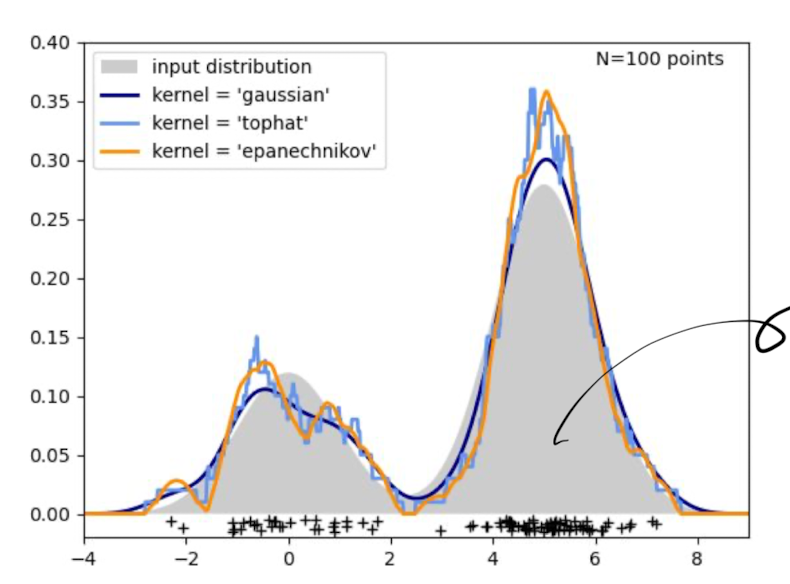 0.40
0.35
0.30
0.25
0.20
0.15
0.10
0.05
0.00
input distribution
kernel = 'gaussian'
kernel = 'tophat'
kernel = 'epanechnikov'
N=100 points
−4 −2 0 2 4 6 8